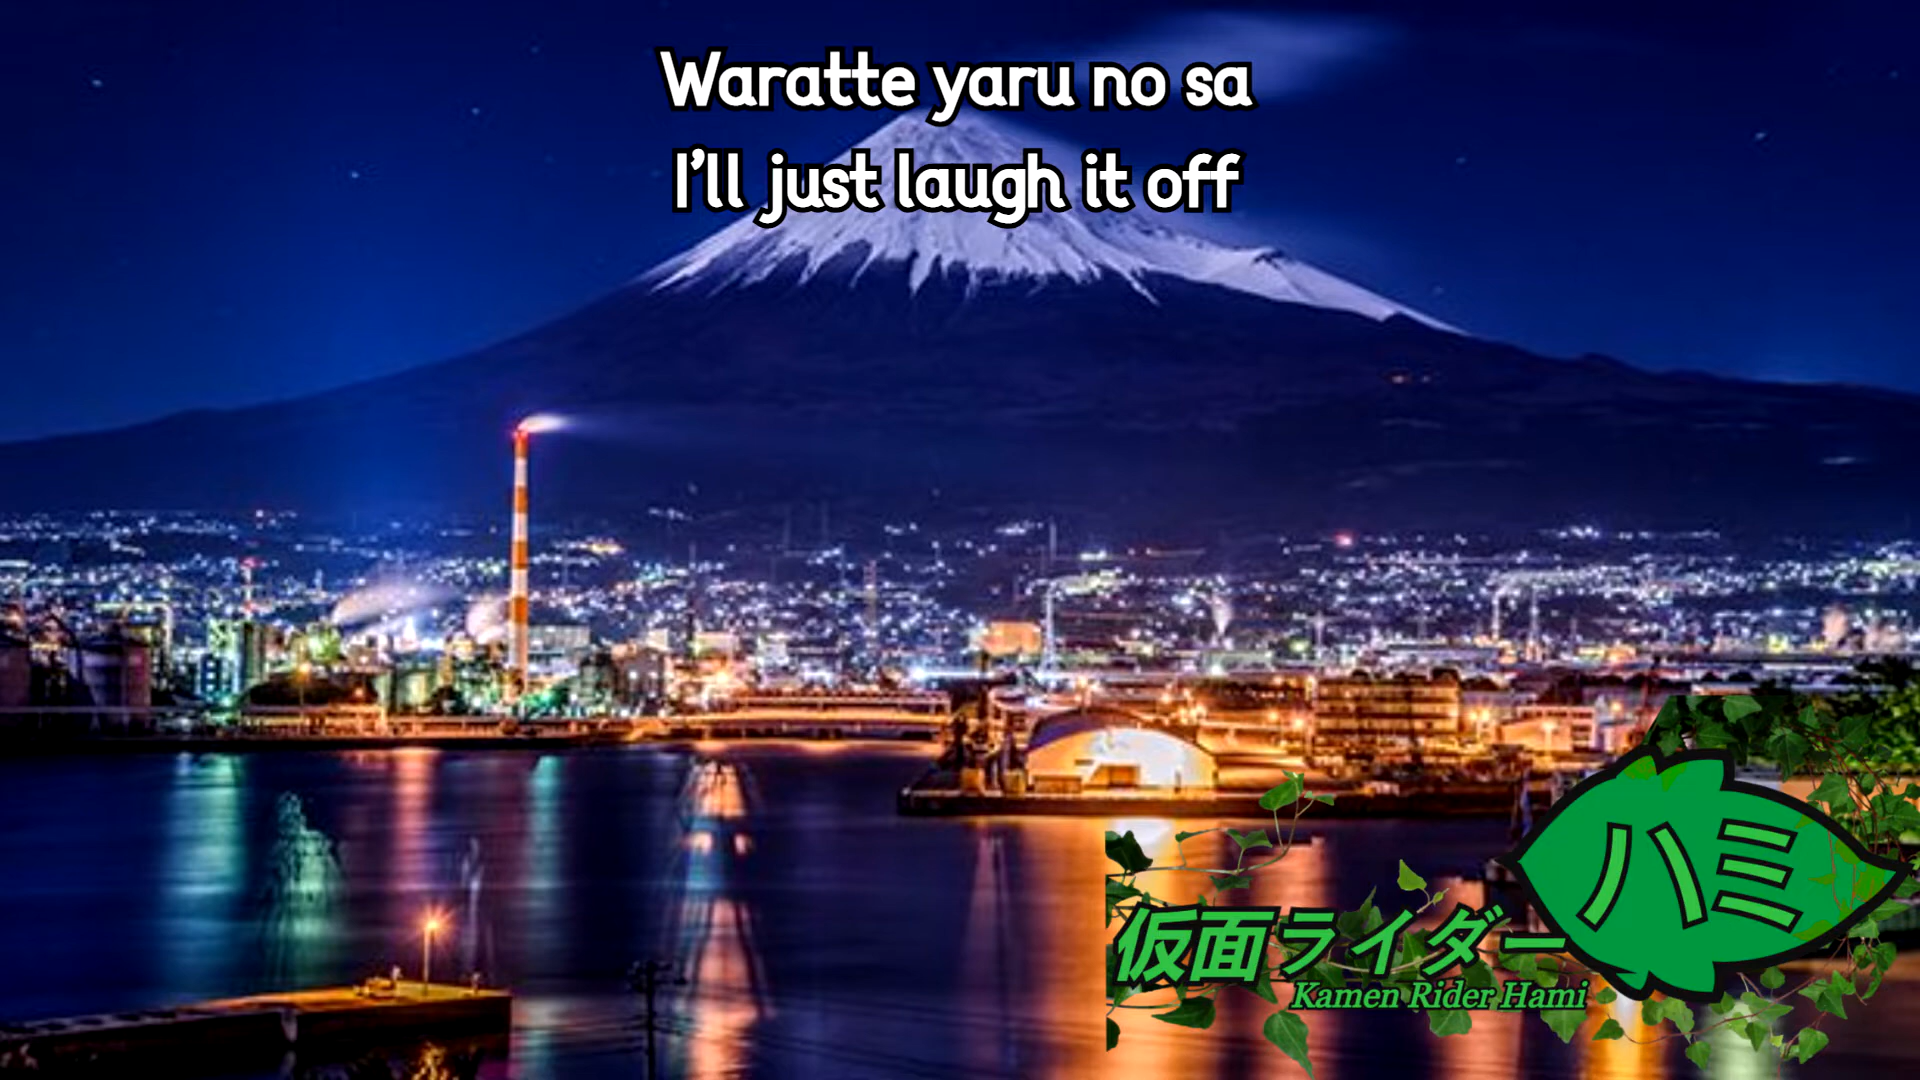 Waratte yaru no sa
I'll just laugh it off
ハミ
仮面ライダー
Kamen Rider Hami